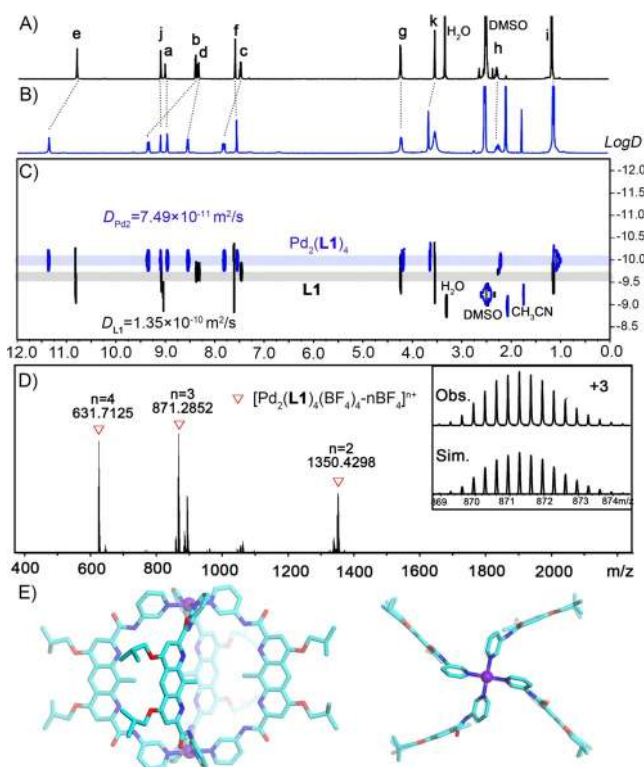 A)
e
j
a
b
d
f
c
g
k
H2O
DMSO
h
i
B)
LogD
C)
DPd2=7.49×10-11 m2/s
Pd2(L1)4
L1
DL1=1.35×10-10 m2/s
H2O
DMSO
CH3CN
-12.0
-11.5
-11.0
-10.5
-10.0
-9.5
-9.0
-8.5
12.0 11.0 10.0 9.0 8.0 7.0 6.0 5.0 4.0 3.0 2.0 1.0 0.0
D)
n=4
631.7125
n=3
871.2852
[Pd2(L1)4(BF4)4-nBF4]n+
n=2
1350.4298
+3
Obs.
Sim.
869 870 871 872 873 874m/z
400 600 800 1000 1200 1400 1600 1800 2000 m/z
E)